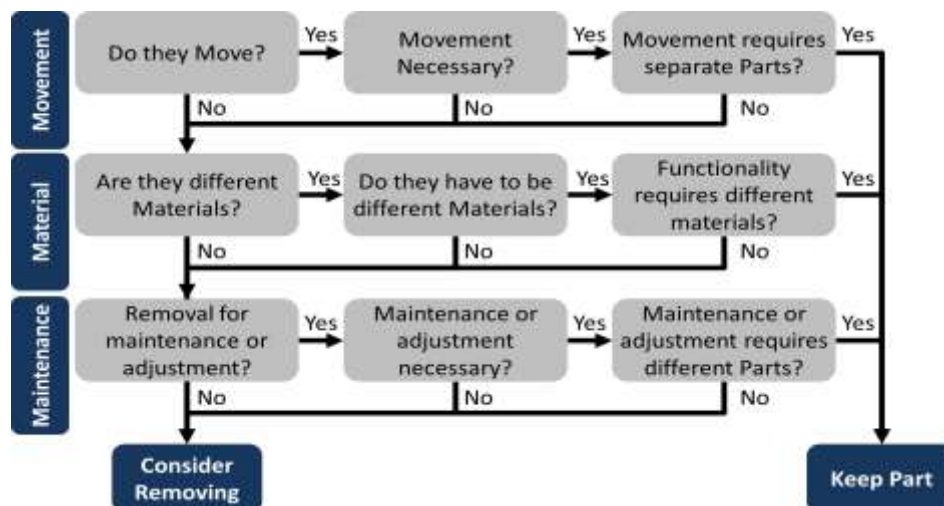 Movement
Do they Move?
Yes
Movement
Necessary?
Yes
Movement requires
separate Parts?
Yes
No
No
No
Material
Are they different
Materials?
Yes
Do they have to be
different Materials?
Yes
Functionality
requires different
materials?
Yes
No
No
No
Maintenance
Removal for
maintenance or
adjustment?
Yes
Maintenance or
adjustment
necessary?
Yes
Maintenance or
adjustment requires
different Parts?
Yes
No
No
No
Consider
Removing
Keep Part